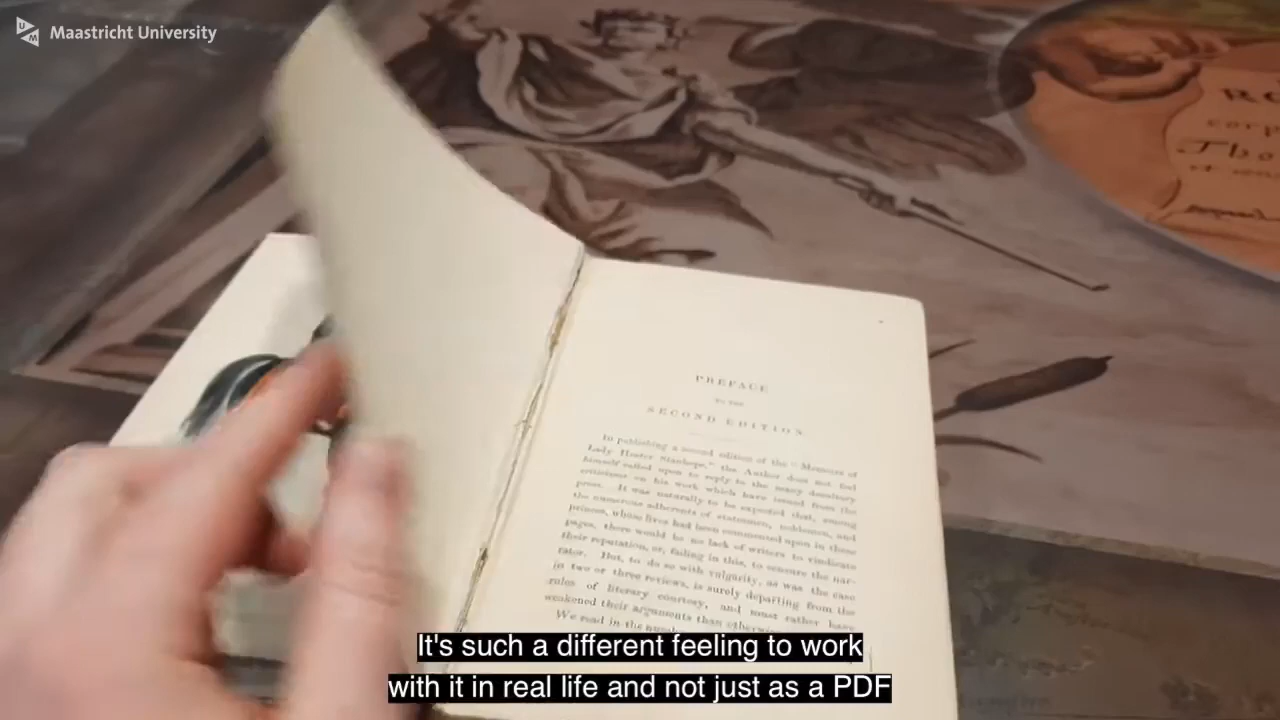 Maastricht University
PREFACE
TO THE
SECOND EDITION.
In publishing a second edition of the "Memoirs of
Lady Hester Stanhope," the Author does not feel
himself called upon to reply to the many desultory
criticisms on his work which have issued from the
press. It was naturally to be expected that, among
the numerous adherents of statesmen, noblemen, and
princes, whose lives had been commented upon in these
pages, there would be no lack of writers to vindicate
their reputation, or, failing in this, to censure the nar-
rator. But, to do so with vulgarity, as was the case
in two or three reviews, is surely departing from the
rules of literary courtesy, and must rather have
weakened their arguments than otherwise
We read in the
It's such a different feeling to work
with it in real life and not just as a PDF